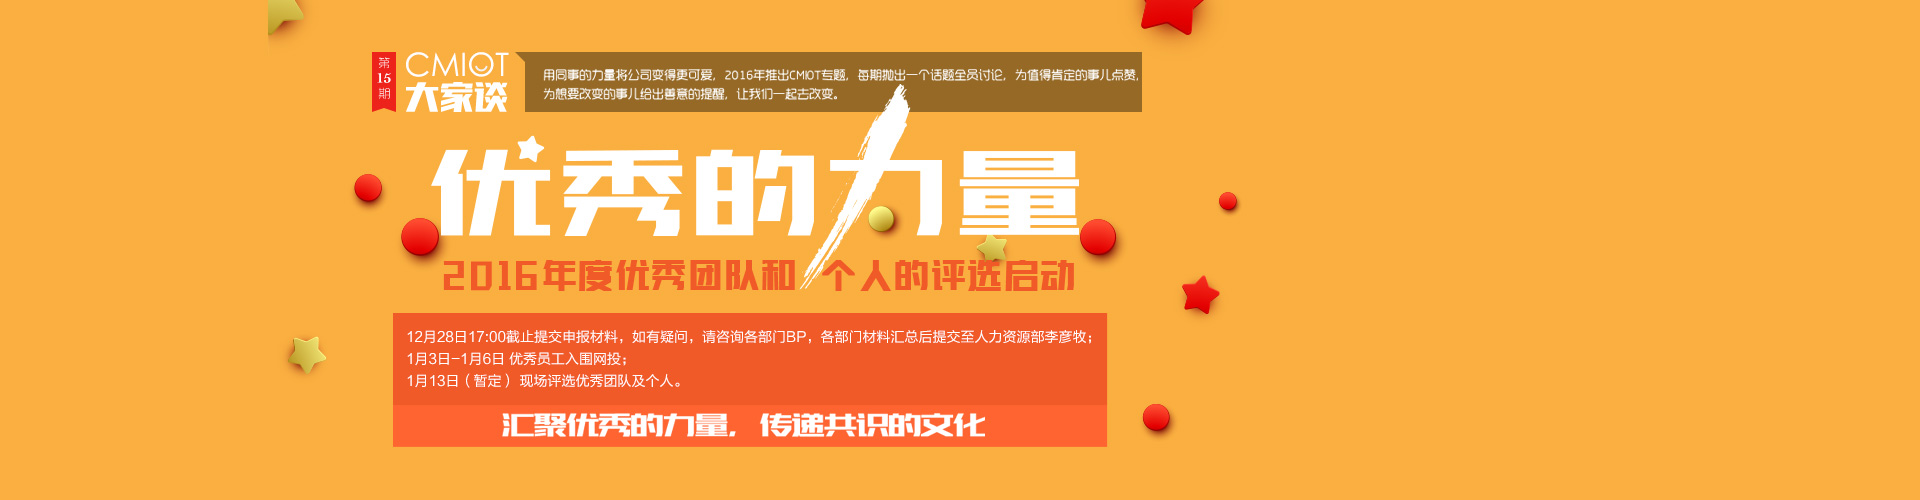 第
15
期
CMIOT
大家谈
用同事的力量将公司变得更可爱，2016年推出CMIOT专题，每期抛出一个话题全员讨论，为值得肯定的事儿点赞，
为想要改变的事儿给出善意的提醒，让我们一起去改变。
优秀的力量
2016年度优秀团队和个人的评选启动
12月28日17:00截止提交申报材料，如有疑问，请咨询各部门BP，各部门材料汇总后提交至人力资源部李彦牧；
1月3日-1月6日 优秀员工入围网投；
1月13日（暂定） 现场评选优秀团队及个人。
汇聚优秀的力量，传递共识的文化